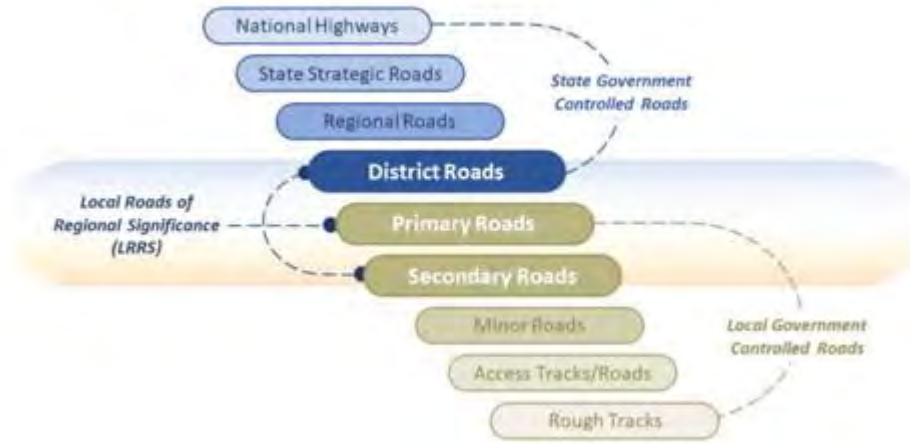 National Highways
State Strategic Roads
State Government
Controlled Roads
Regional Roads
District Roads
Local Roads of
Regional Significance
(LRRS)
Primary Roads
Secondary Roads
Minor Roads
Local Government
Controlled Roads
Access Tracks/Roads
Rough Tracks